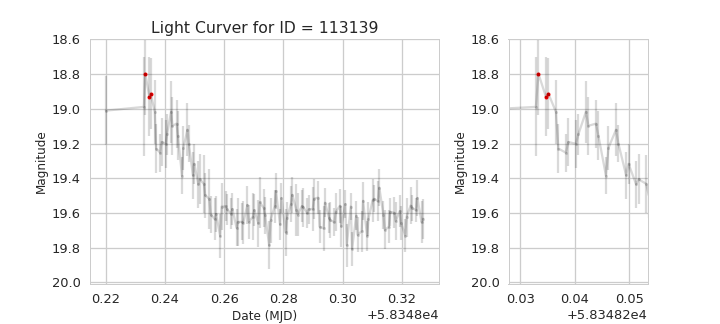 Light Curver for ID = 113139
18.6
18.8
19.0
19.2
19.4
19.6
19.8
20.0
Magnitude
0.22 0.24 0.26 0.28 0.30 0.32
Date (MJD)
+5.8348e4
18.6
18.8
19.0
19.2
19.4
19.6
19.8
20.0
Magnitude
0.03 0.04 0.05
+5.83482e4